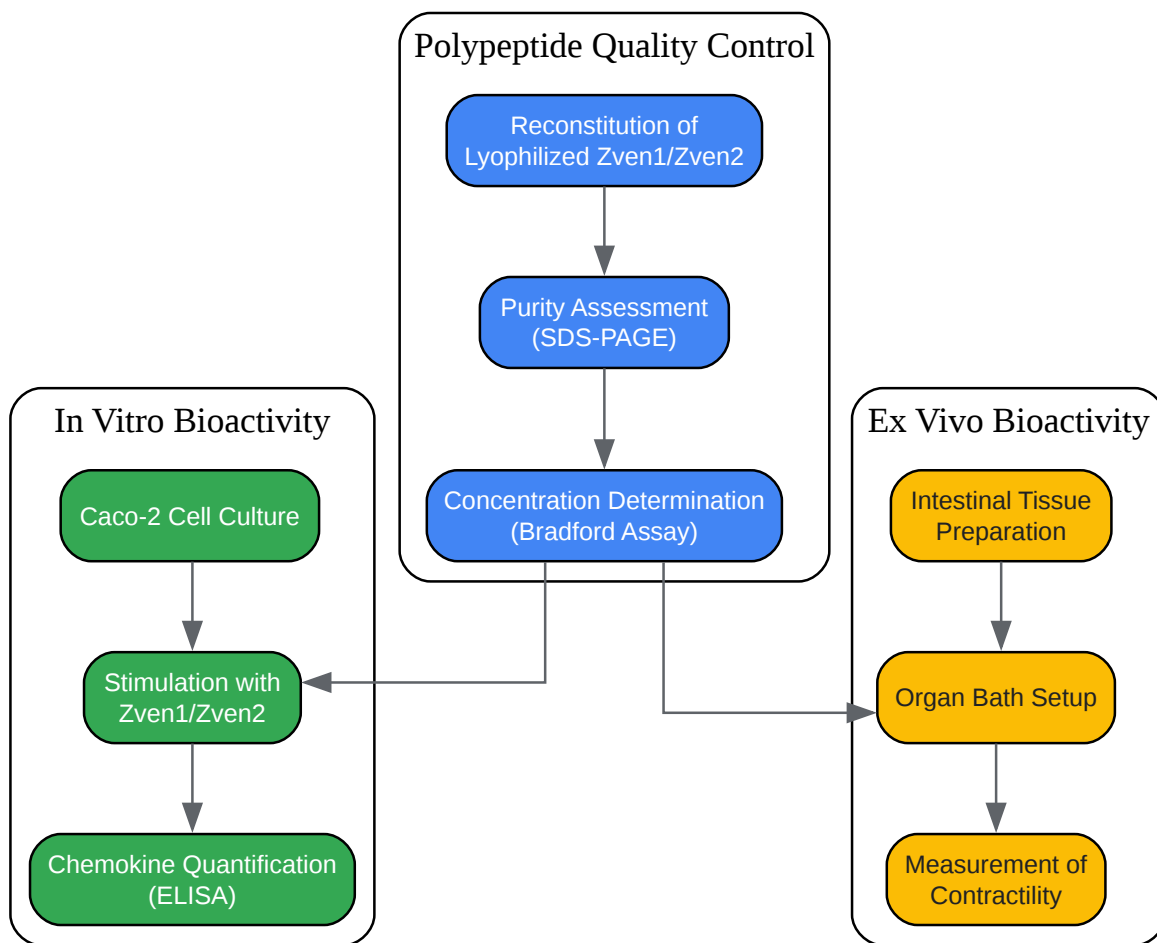 Polypeptide Quality Control
Reconstitution of
Lyophilized Zven1/Zven2
Purity Assessment
(SDS-PAGE)
Concentration Determination
(Bradford Assay)
In Vitro Bioactivity
Caco-2 Cell Culture
Stimulation with
Zven1/Zven2
Chemokine Quantification
(ELISA)
Ex Vivo Bioactivity
Intestinal Tissue
Preparation
Organ Bath Setup
Measurement of
Contractility